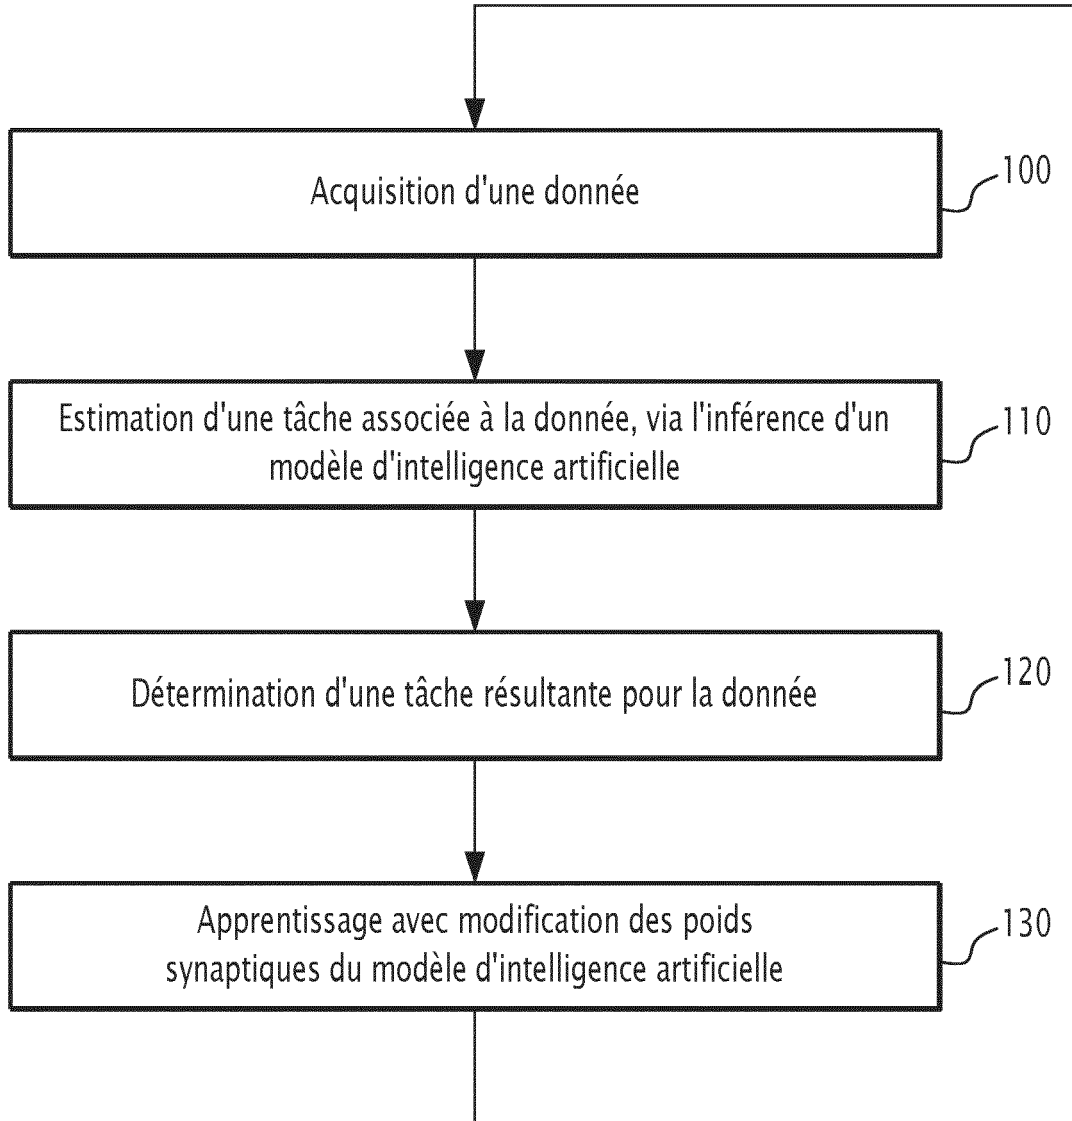 Acquisition d'une donnée
100
Estimation d'une tâche associée à la donnée, via l'inférence d'un
modèle d'intelligence artificielle
110
Détermination d'une tâche résultante pour la donnée
120
Apprentissage avec modification des poids
synaptiques du modèle d'intelligence artificielle
130